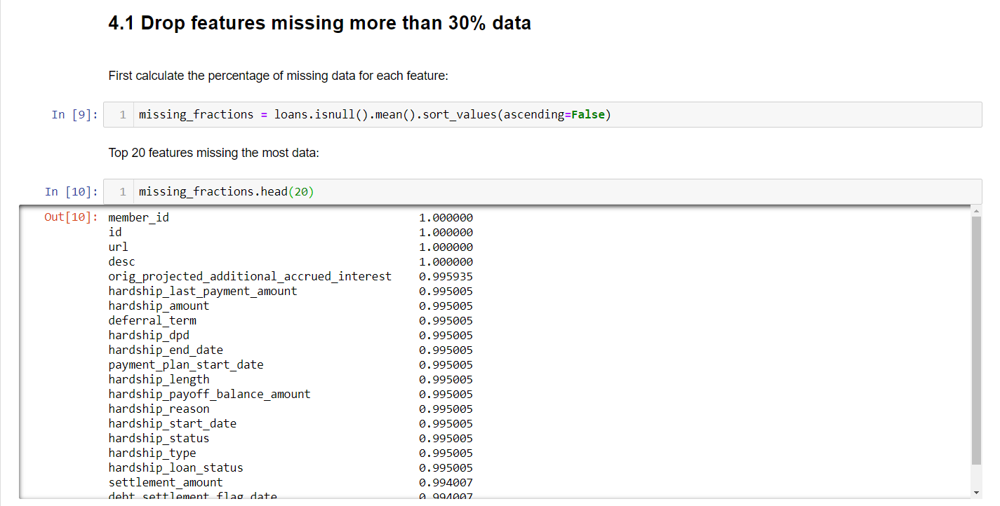 4.1 Drop features missing more than 30% data
First calculate the percentage of missing data for each feature:
In [9]: 1 missing_fractions = loans.isnull().mean().sort_values(ascending=False)
Top 20 features missing the most data:
In [10]: 1 missing_fractions.head(20)
Out[10]: member_id 1.000000
id 1.000000
url 1.000000
desc 1.000000
orig_projected_additional_accrued_interest 0.995935
hardship_last_payment_amount 0.995005
hardship_amount 0.995005
deferral_term 0.995005
hardship_dpd 0.995005
hardship_end_date 0.995005
payment_plan_start_date 0.995005
hardship_length 0.995005
hardship_payoff_balance_amount 0.995005
hardship_reason 0.995005
hardship_start_date 0.995005
hardship_status 0.995005
hardship_type 0.995005
hardship_loan_status 0.995005
settlement_amount 0.994007
debt_settlement_flag_date 0.994007